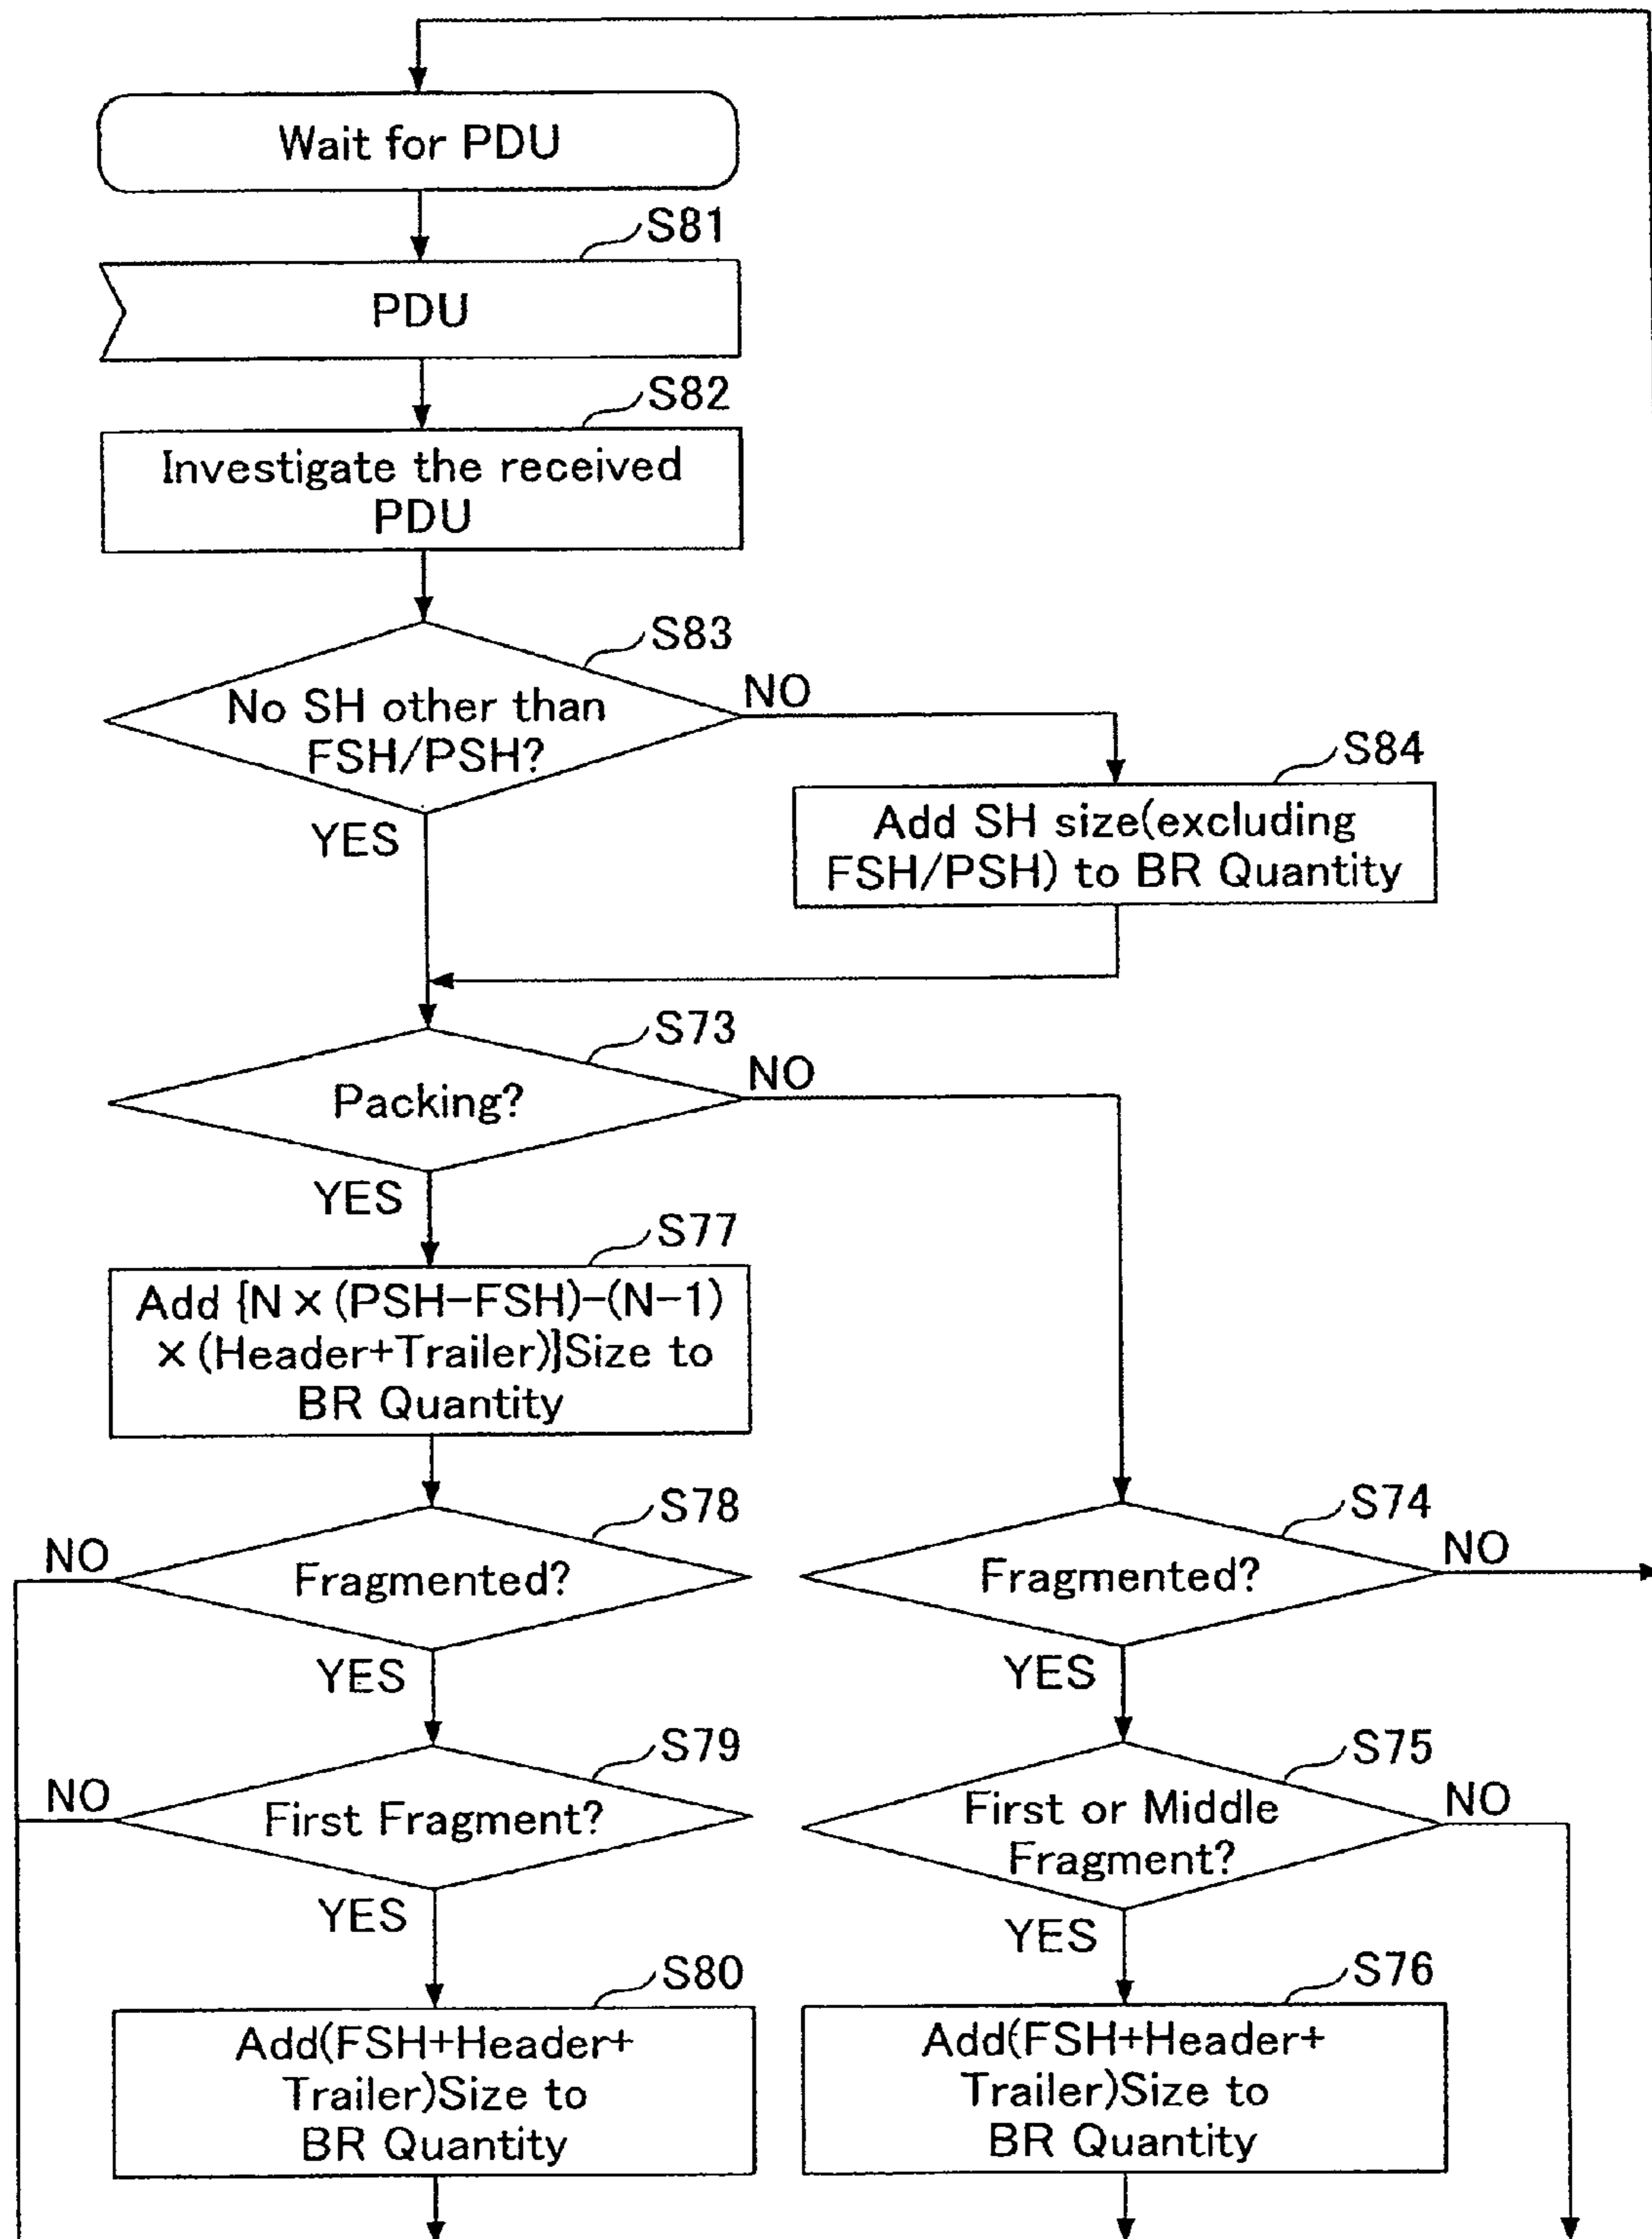 Wait for PDU
S81
PDU
S82
Investigate the received
PDU
S83
No SH other than
FSH/PSH?
NO
YES
S84
Add SH size(excluding
FSH/PSH) to BR Quantity
S73
Packing?
NO
YES
S77
Add {N×(PSH-FSH)-(N-1)
×(Header+Trailer)}Size to
BR Quantity
S78
NO
Fragmented?
YES
S74
Fragmented?
NO
YES
S79
NO
First Fragment?
YES
S75
First or Middle
Fragment?
NO
YES
S80
Add(FSH+Header+
Trailer)Size to
BR Quantity
S76
Add(FSH+Header+
Trailer)Size to
BR Quantity